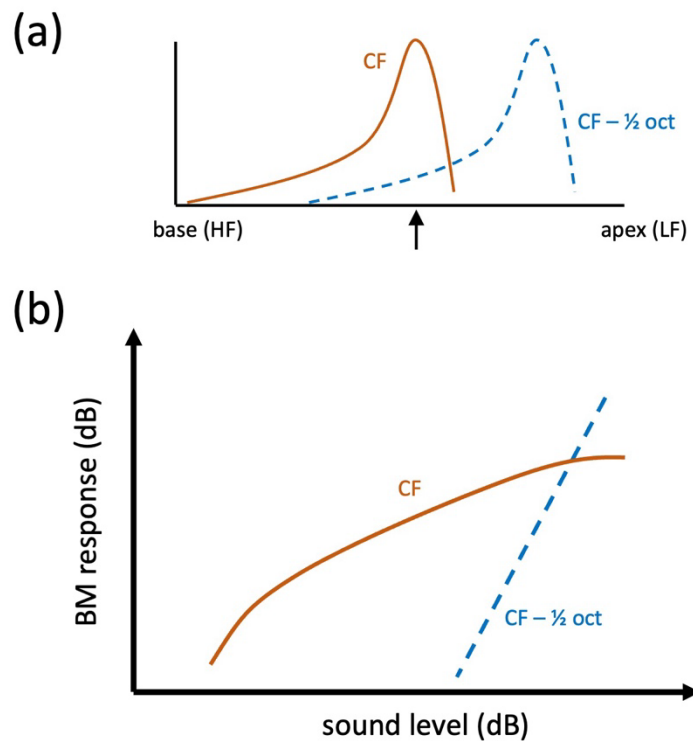 (a)
CF
CF – ½ oct
base (HF)
apex (LF)
(b)
BM response (dB)
CF
CF – ½ oct
sound level (dB)